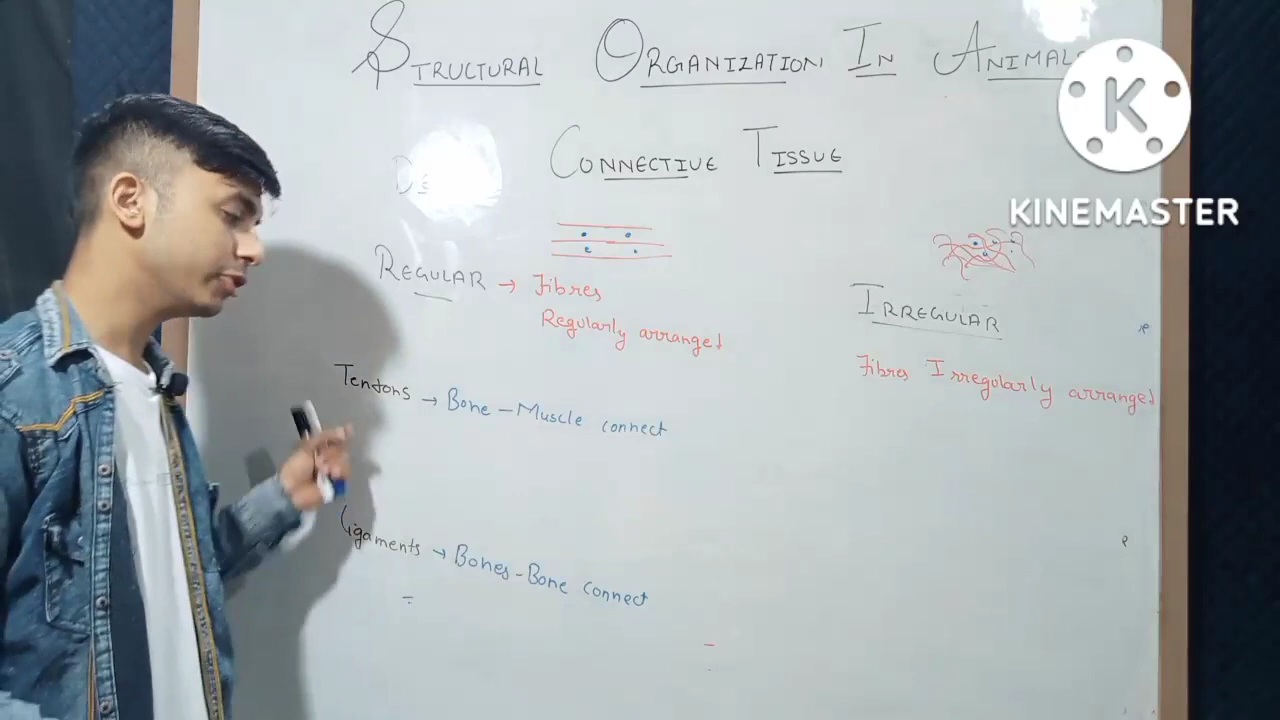 STRUCTURAL ORGANIZATION IN ANIMALS
CONNECTIVE TISSUE
REGULAR → Fibres
Regularly arranged
IRREGULAR
Fibres Irregularly arranged
Tendons → Bone - Muscle connect
Ligaments → Bones - Bone connect
K
KINEMASTER